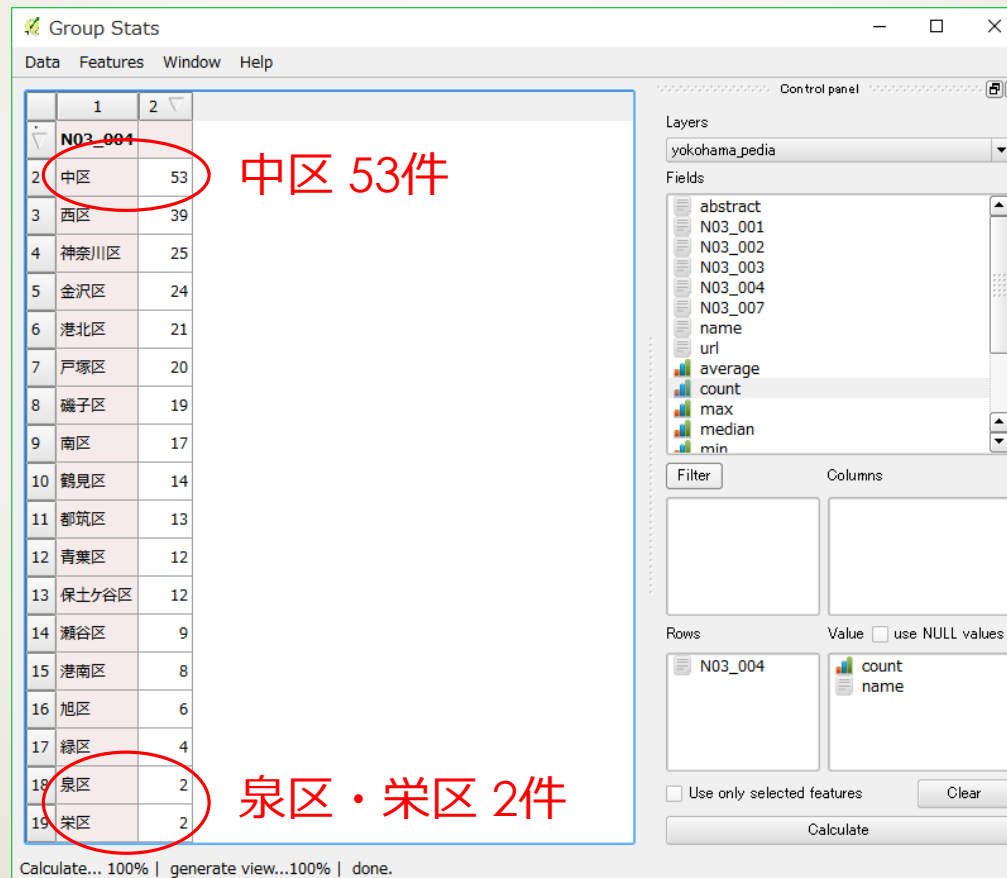 Group Stats
Data Features Window Help
1 2
N03_004
2 中区 53
3 西区 39
4 神奈川区 25
5 金沢区 24
6 港北区 21
7 戸塚区 20
8 磯子区 19
9 南区 17
10 鶴見区 14
11 都筑区 13
12 青葉区 12
13 保土ケ谷区 12
14 瀬谷区 9
15 港南区 8
16 旭区 6
17 緑区 4
18 泉区 2
19 栄区 2
中区 53件
泉区・栄区 2件
Control panel
Layers
yokohama_pedia
Fields
abstract
N03_001
N03_002
N03_003
N03_004
N03_007
name
url
average
count
max
median
min
Filter Columns
Rows Value use NULL values
N03_004
count
name
Use only selected features Clear
Calculate
Calculate... 100% | generate view...100% | done.